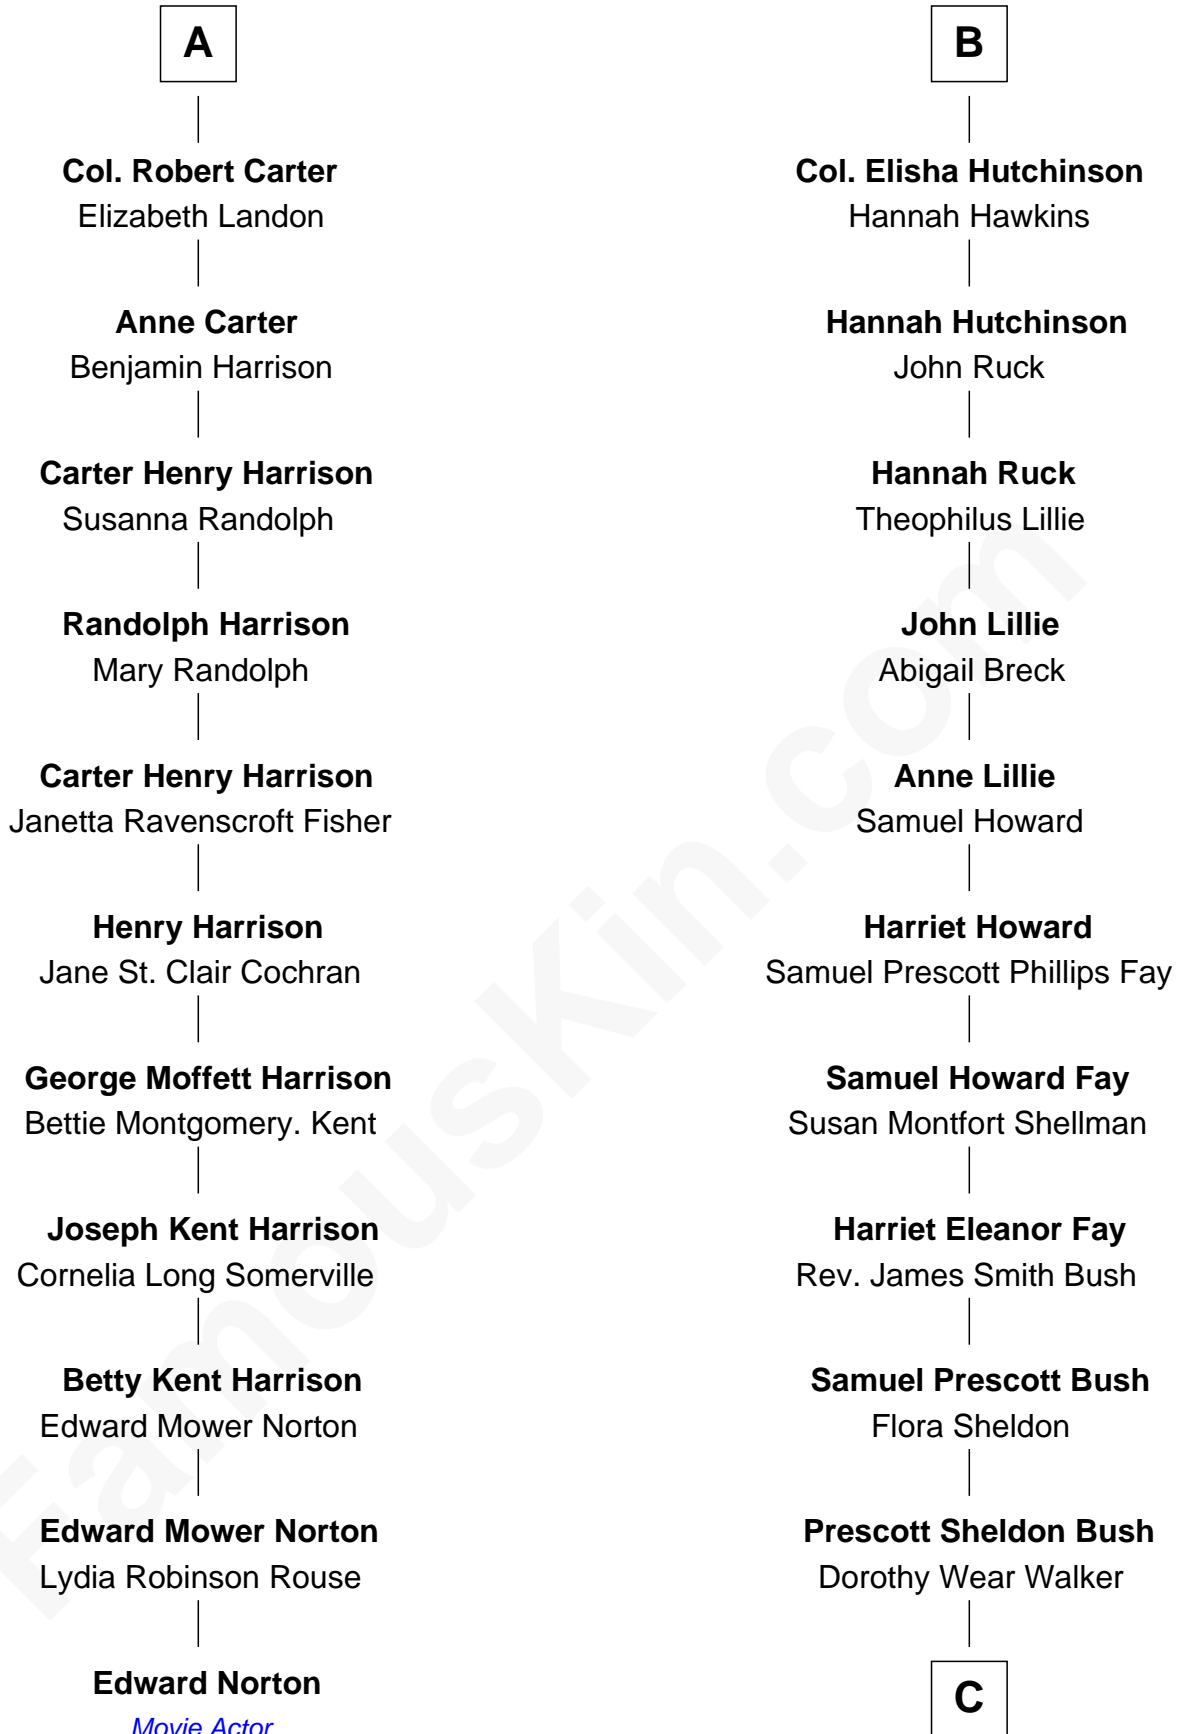 A
Col. Robert Carter
Elizabeth Landon
Anne Carter
Benjamin Harrison
Carter Henry Harrison
Susanna Randolph
Randolph Harrison
Mary Randolph
Carter Henry Harrison
Janetta Ravenscroft Fisher
Henry Harrison
Jane St. Clair Cochran
George Moffett Harrison
Bettie Montgomery. Kent
Joseph Kent Harrison
Cornelia Long Somerville
Betty Kent Harrison
Edward Mower Norton
Edward Mower Norton
Lydia Robinson Rouse
Edward Norton
Movie Actor
B
Col. Elisha Hutchinson
Hannah Hawkins
Hannah Hutchinson
John Ruck
Hannah Ruck
Theophilus Lillie
John Lillie
Abigail Breck
Anne Lillie
Samuel Howard
Harriet Howard
Samuel Prescott Phillips Fay
Samuel Howard Fay
Susan Montfort Shellman
Harriet Eleanor Fay
Rev. James Smith Bush
Samuel Prescott Bush
Flora Sheldon
Prescott Sheldon Bush
Dorothy Wear Walker
C
FamousKin.com